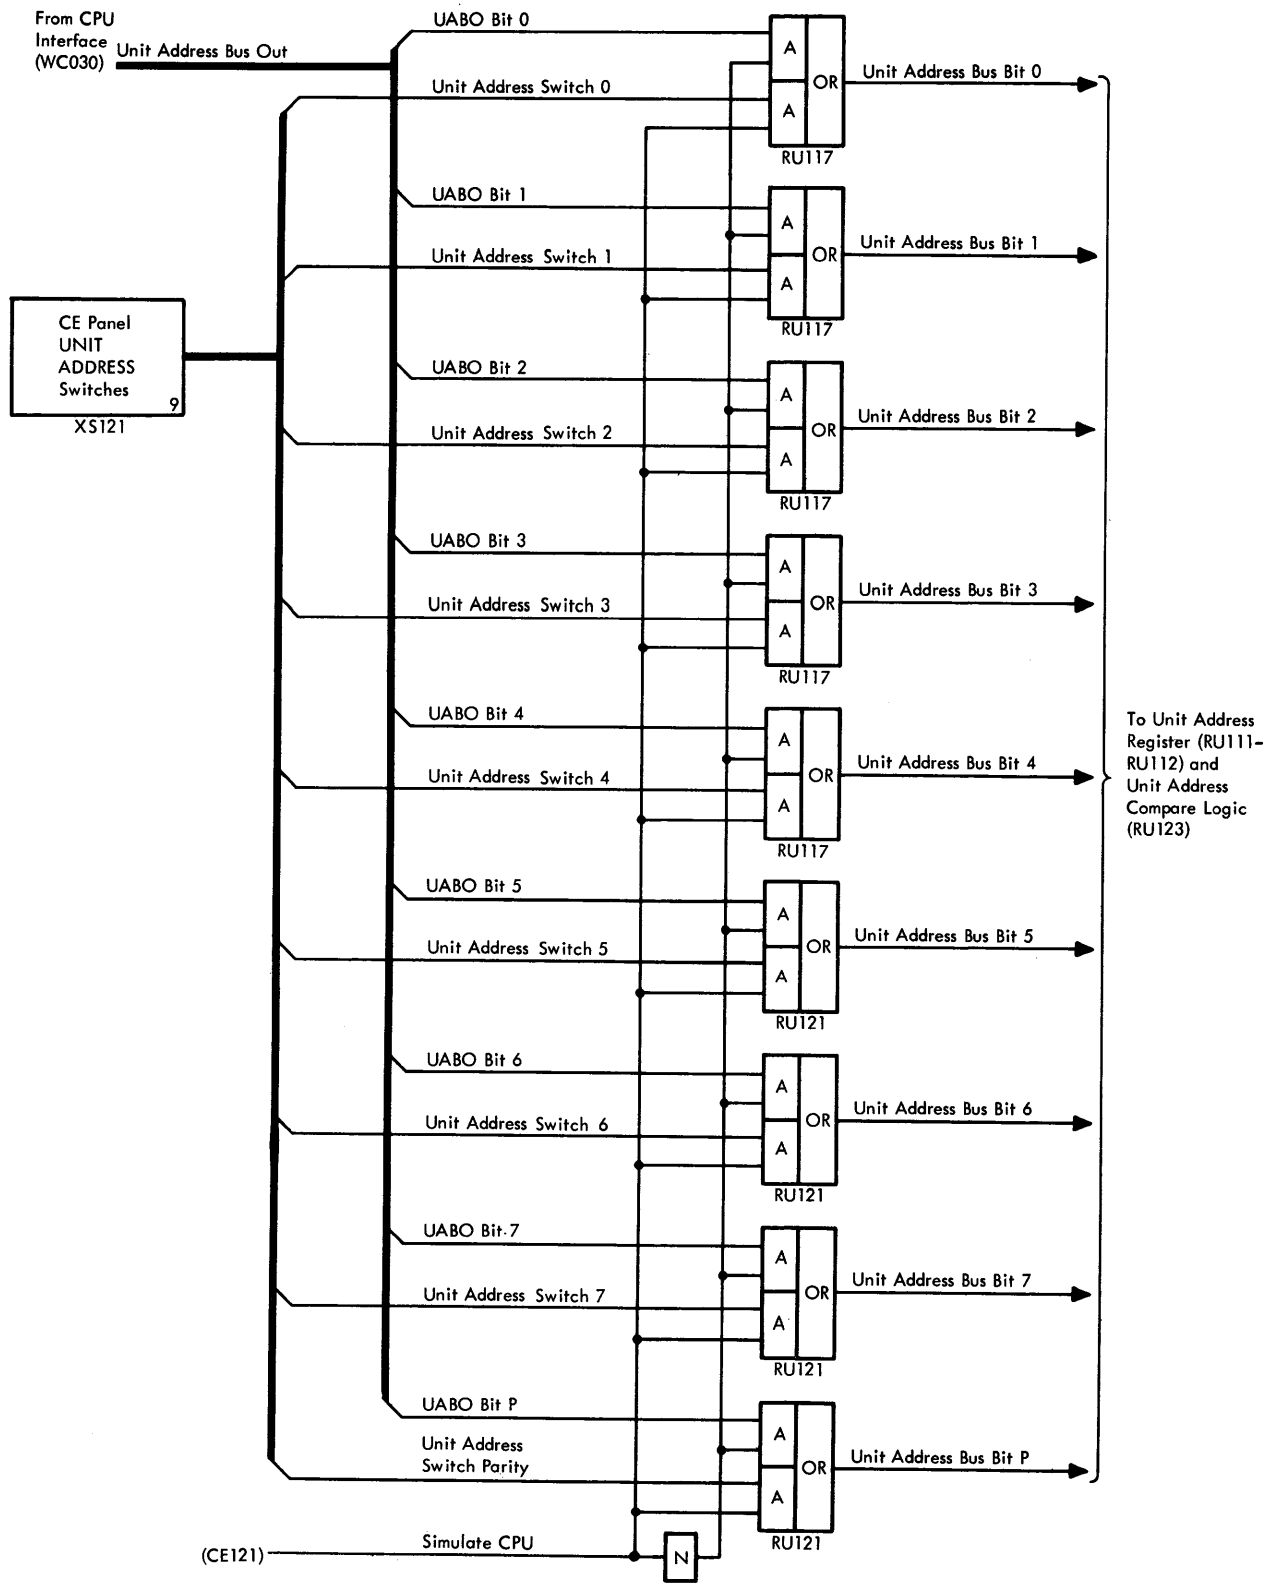 From CPU
Interface
(WC030)
Unit Address Bus Out
UABO Bit 0
A
Unit Address Switch 0
A
OR
Unit Address Bus Bit 0
RU117
UABO Bit 1
A
Unit Address Switch 1
A
OR
Unit Address Bus Bit 1
RU117
CE Panel
UNIT
ADDRESS
Switches
9
XS121
UABO Bit 2
A
Unit Address Switch 2
A
OR
Unit Address Bus Bit 2
RU117
UABO Bit 3
A
Unit Address Switch 3
A
OR
Unit Address Bus Bit 3
RU117
UABO Bit 4
A
Unit Address Switch 4
A
OR
Unit Address Bus Bit 4
RU117
To Unit Address
Register (RU111-
RU112) and
Unit Address
Compare Logic
(RU123)
UABO Bit 5
A
Unit Address Switch 5
A
OR
Unit Address Bus Bit 5
RU121
UABO Bit 6
A
Unit Address Switch 6
A
OR
Unit Address Bus Bit 6
RU121
UABO Bit 7
A
Unit Address Switch 7
A
OR
Unit Address Bus Bit 7
RU121
UABO Bit P
A
Unit Address
Switch Parity
A
OR
Unit Address Bus Bit P
RU121
(CE121)
Simulate CPU
N